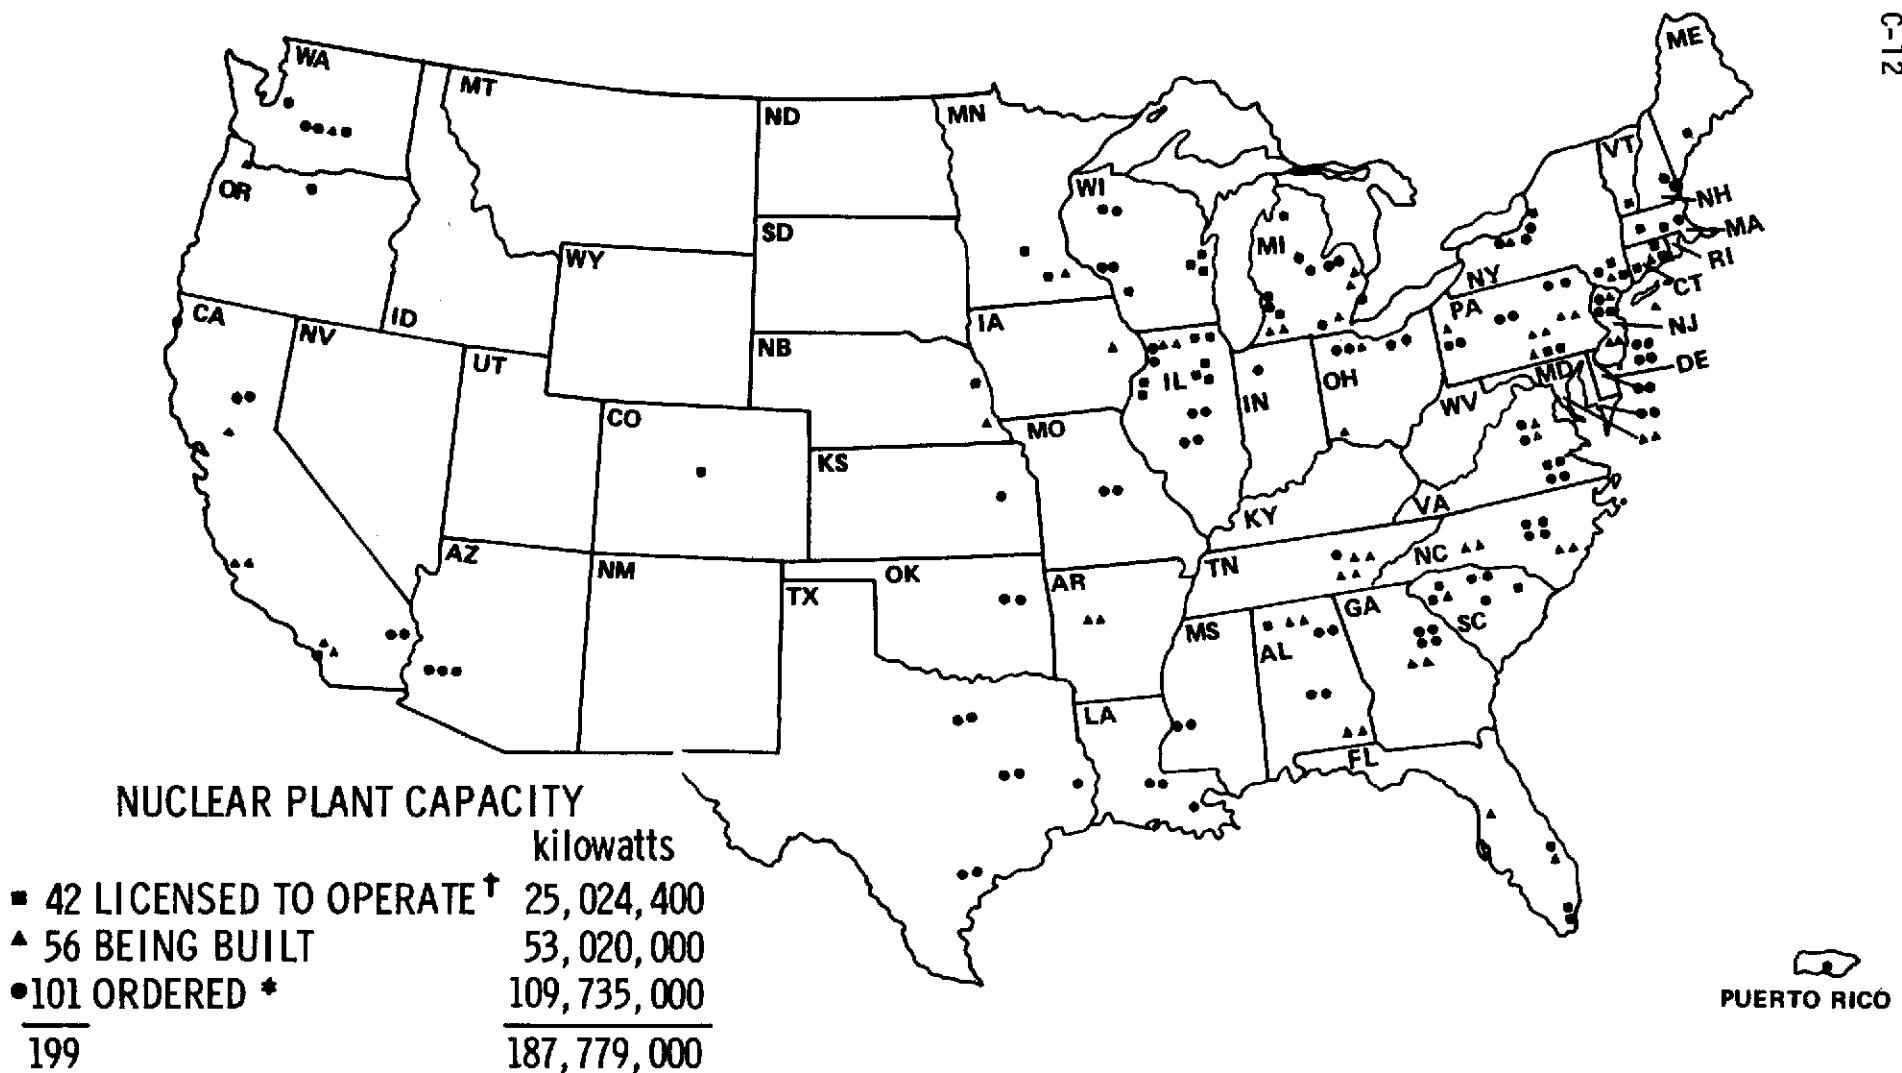 C-12
ME
WA
MT
ND
MN
VT
OR
WI
NH
MA
SD
MI
WY
RI
NY
CT
CA
ID
IA
PA
NV
NJ
NB
UT
DE
IL
MD
OH
IN
WV
CO
MO
KS
VA
KY
AZ
NC
NM
OK
TN
AR
TX
GA
MS
SC
AL
LA
FL
NUCLEAR PLANT CAPACITY
kilowatts
42 LICENSED TO OPERATE† 25,024,400
56 BEING BUILT 53,020,000
101 ORDERED * 109,735,000
199 187,779,000
PUERTO RICO